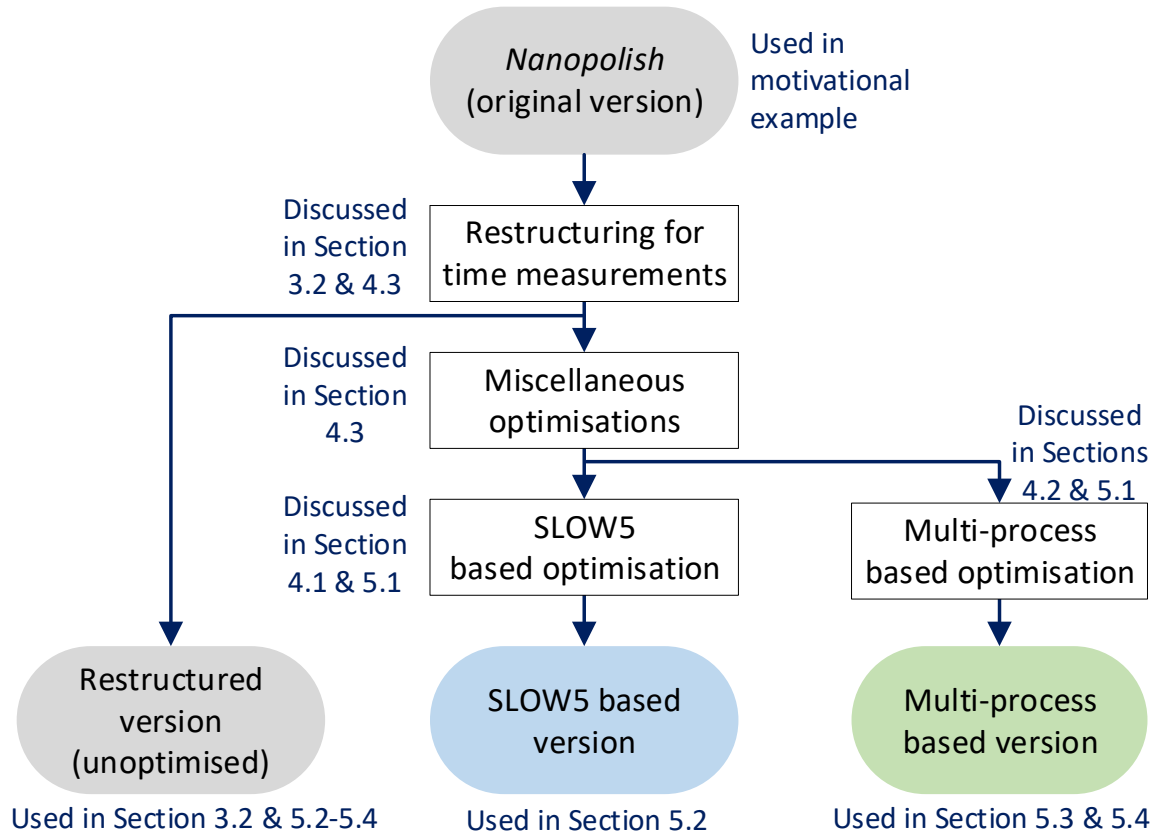 Nanopolish
(original version)
Used in
motivational
example
Discussed
in Section
3.2 & 4.3
Restructuring for
time measurements
Discussed
in Section
4.3
Miscellaneous
optimisations
Discussed
in Sections
4.2 & 5.1
Discussed
in Section
4.1 & 5.1
SLOW5
based optimisation
Multi-process
based optimisation
Restructured
version
(unoptimised)
SLOW5 based
version
Multi-process
based version
Used in Section 3.2 & 5.2-5.4
Used in Section 5.2
Used in Section 5.3 & 5.4